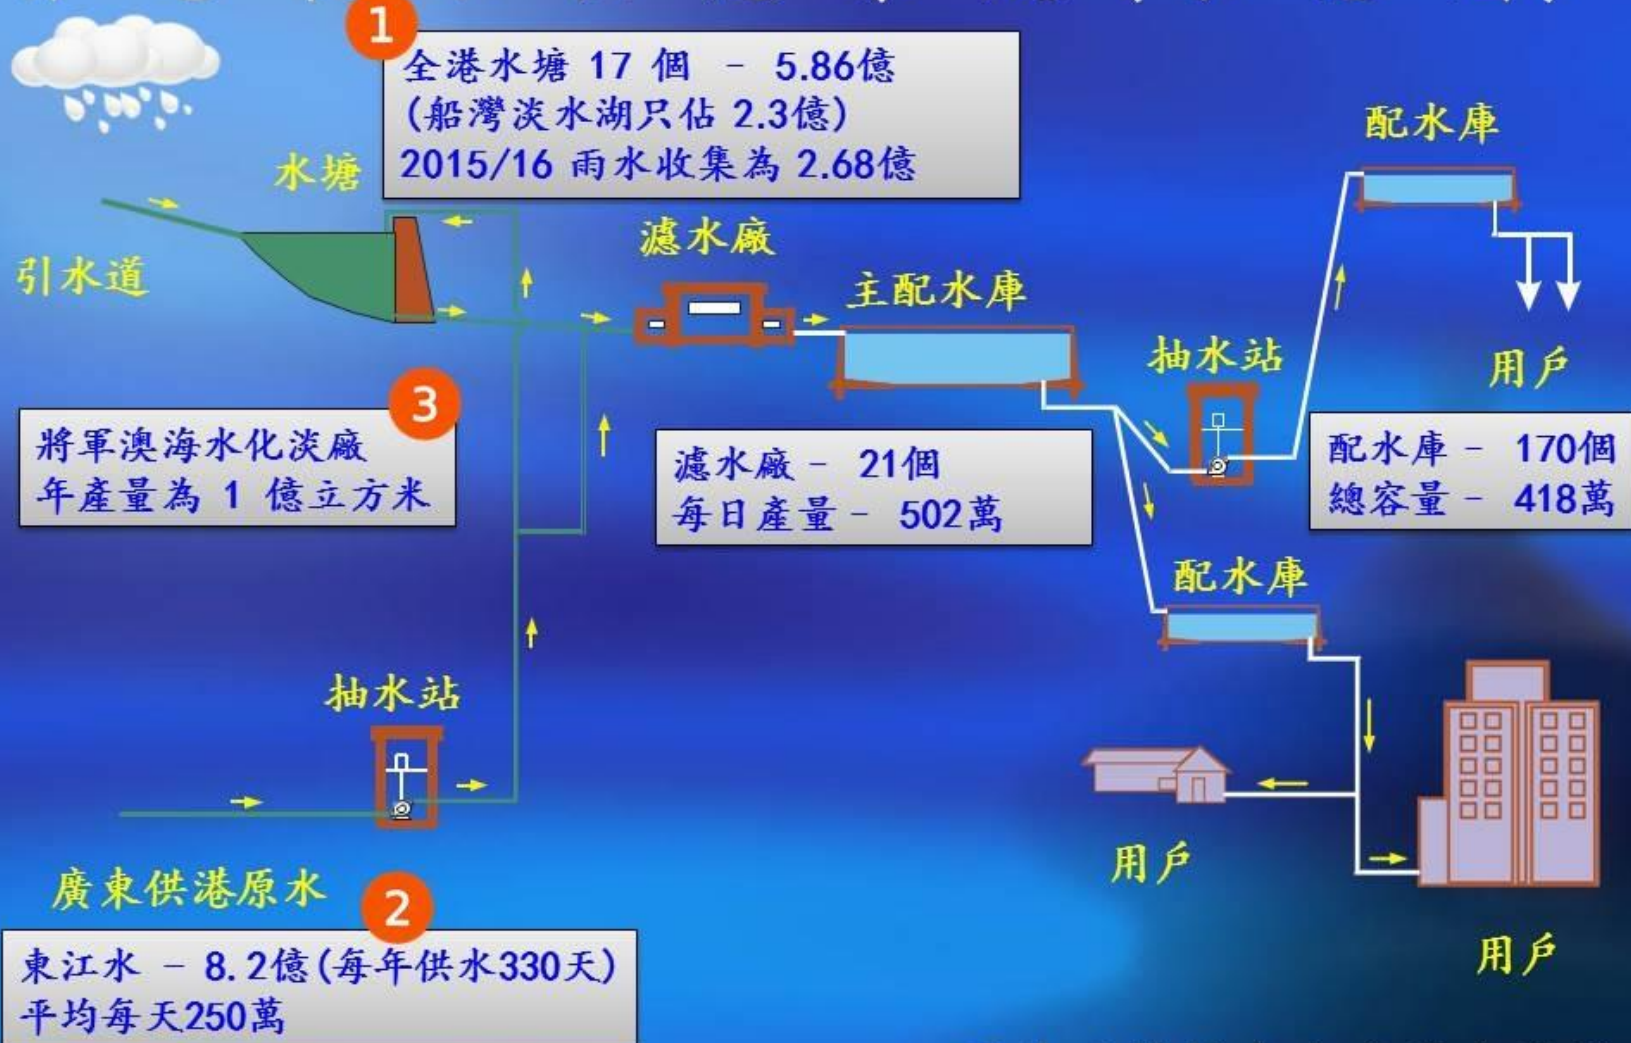 1
全港水塘 17 個 - 5.86億
(船灣淡水湖只佔 2.3億)
2015/16 雨水收集為 2.68億
配水庫
水塘
濾水廠
引水道
主配水庫
抽水站
用戶
3
將軍澳海水化淡廠
年產量為 1 億立方米
濾水廠 - 21個
每日產量 - 502萬
配水庫 - 170個
總容量 - 418萬
配水庫
抽水站
用戶
廣東供港原水
2
用戶
東江水 - 8.2億(每年供水330天)
平均每天250萬